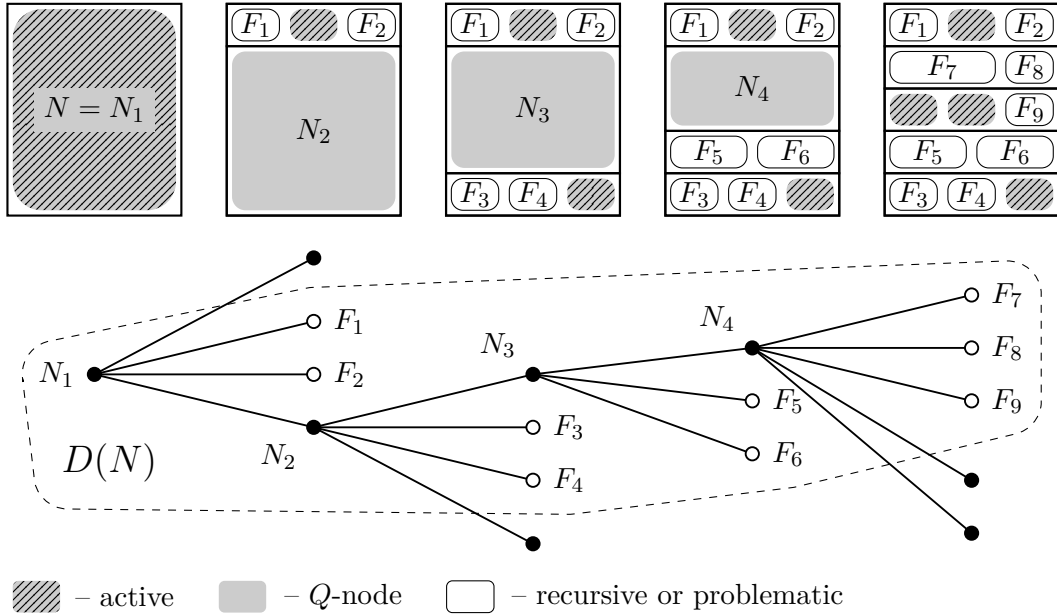 F1 F2 F1 F2 F1 F2 F1 F2
N = N1 N2 N3 N4 F7 F8
F9
F5 F6 F5 F6
F3 F4 F3 F4 F3 F4
F7
F1 N3 N4 F8
N1 F2 F5 F9
N2 F3 F6
D(N) F4
– active – Q-node – recursive or problematic